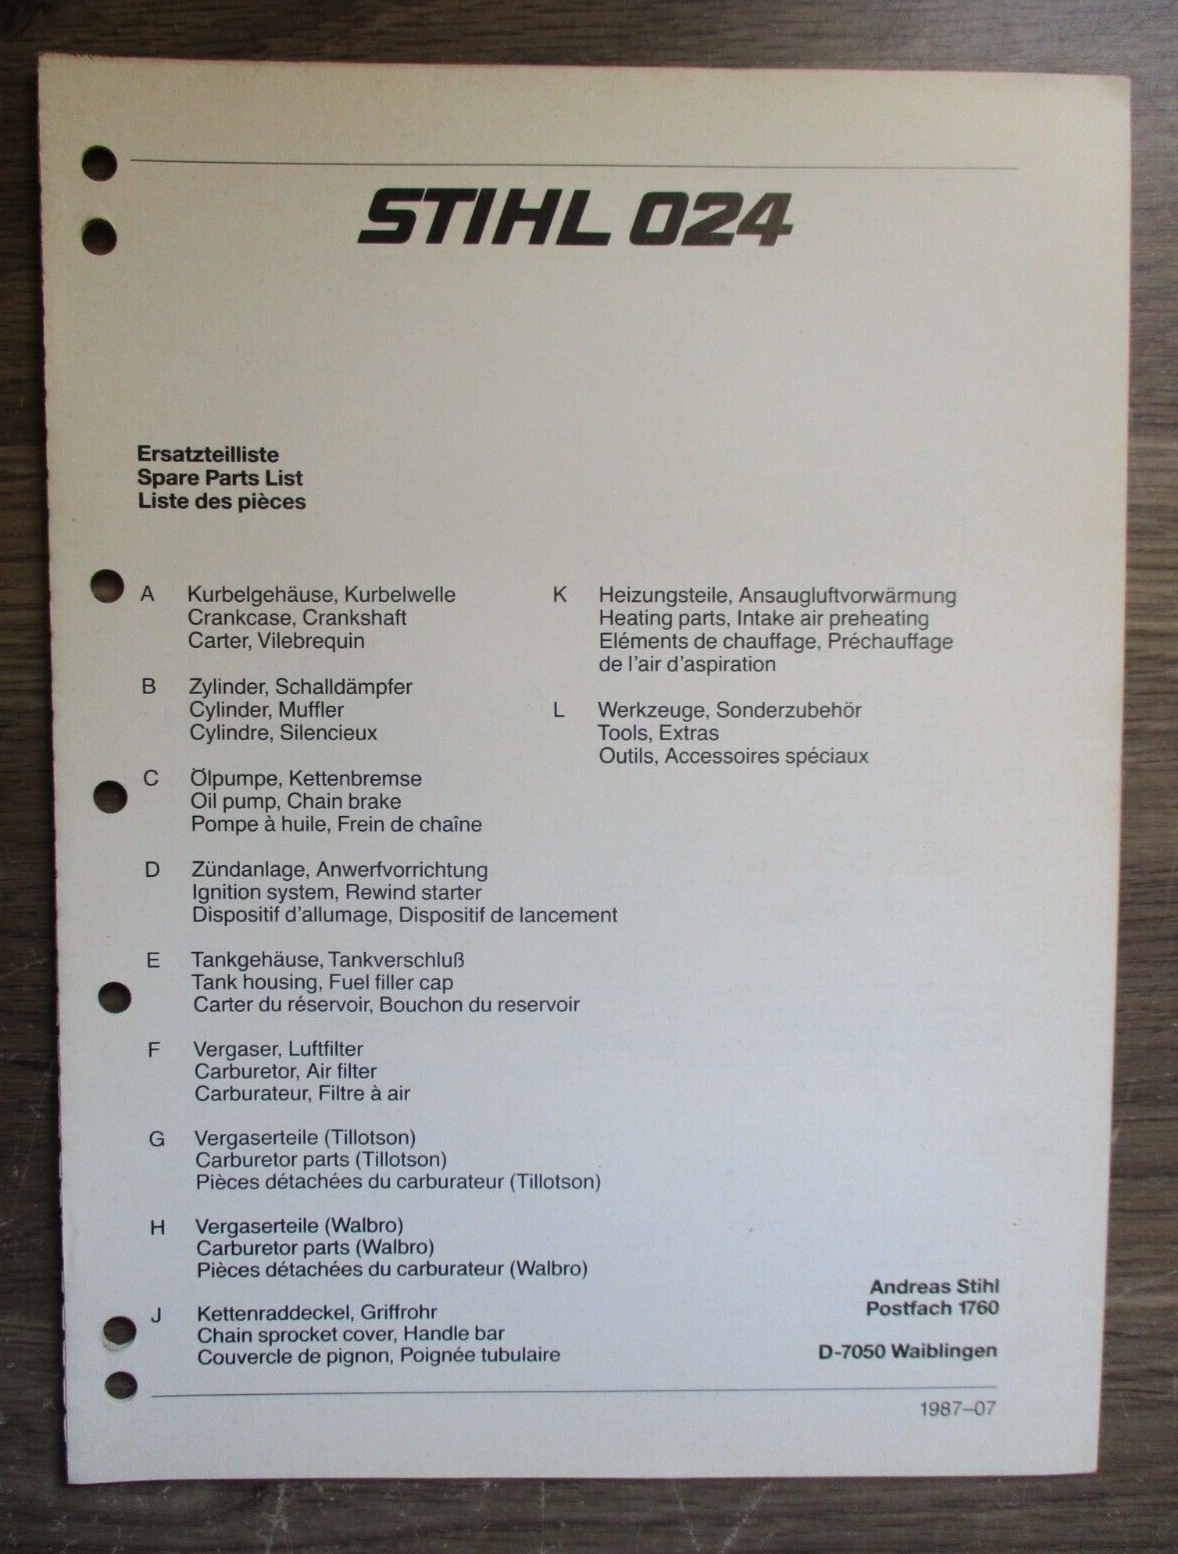 STIHL 024
Ersatzteilliste
Spare Parts List
Liste des pièces
A Kurbelgehäuse, Kurbelwelle
Crankcase, Crankshaft
Carter, Vilebrequin
B Zylinder, Schalldämpfer
Cylinder, Muffler
Cylindre, Silencieux
C Ölpumpe, Kettenbremse
Oil pump, Chain brake
Pompe à huile, Frein de chaîne
D Zündanlage, Anwerfvorrichtung
Ignition system, Rewind starter
Dispositif d'allumage, Dispositif de lancement
E Tankgehäuse, Tankverschluß
Tank housing, Fuel filler cap
Carter du réservoir, Bouchon du reservoir
F Vergaser, Luftfilter
Carburetor, Air filter
Carburateur, Filtre à air
G Vergaserteile (Tillotson)
Carburetor parts (Tillotson)
Pièces détachées du carburateur (Tillotson)
H Vergaserteile (Walbro)
Carburetor parts (Walbro)
Pièces détachées du carburateur (Walbro)
J Kettenraddeckel, Griffrohr
Chain sprocket cover, Handle bar
Couvercle de pignon, Poignée tubulaire
K Heizungsteile, Ansaugluftvorwärmung
Heating parts, Intake air preheating
Eléments de chauffage, Préchauffage
de l'air d'aspiration
L Werkzeuge, Sonderzubehör
Tools, Extras
Outils, Accessoires spéciaux
Andreas Stihl
Postfach 1760
D-7050 Waiblingen
1987–07